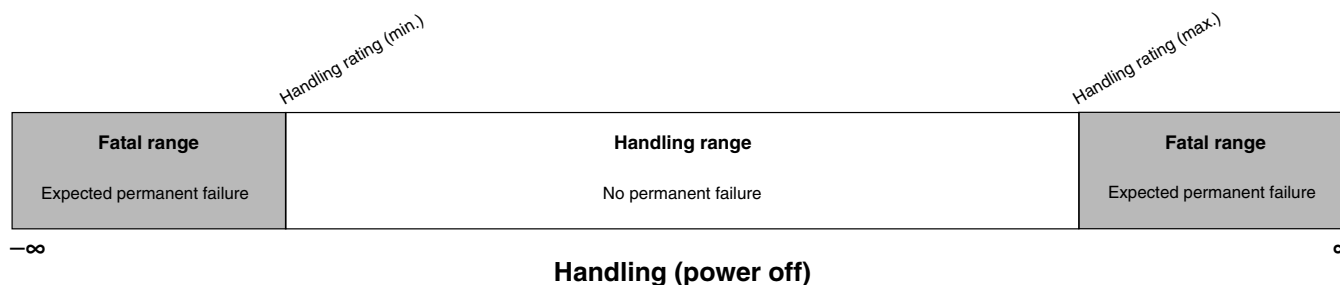 Handling rating (min.)
Handling rating (max.)
Fatal range
Handling range
Fatal range
Expected permanent failure
No permanent failure
Expected permanent failure
–∞
Handling (power off)